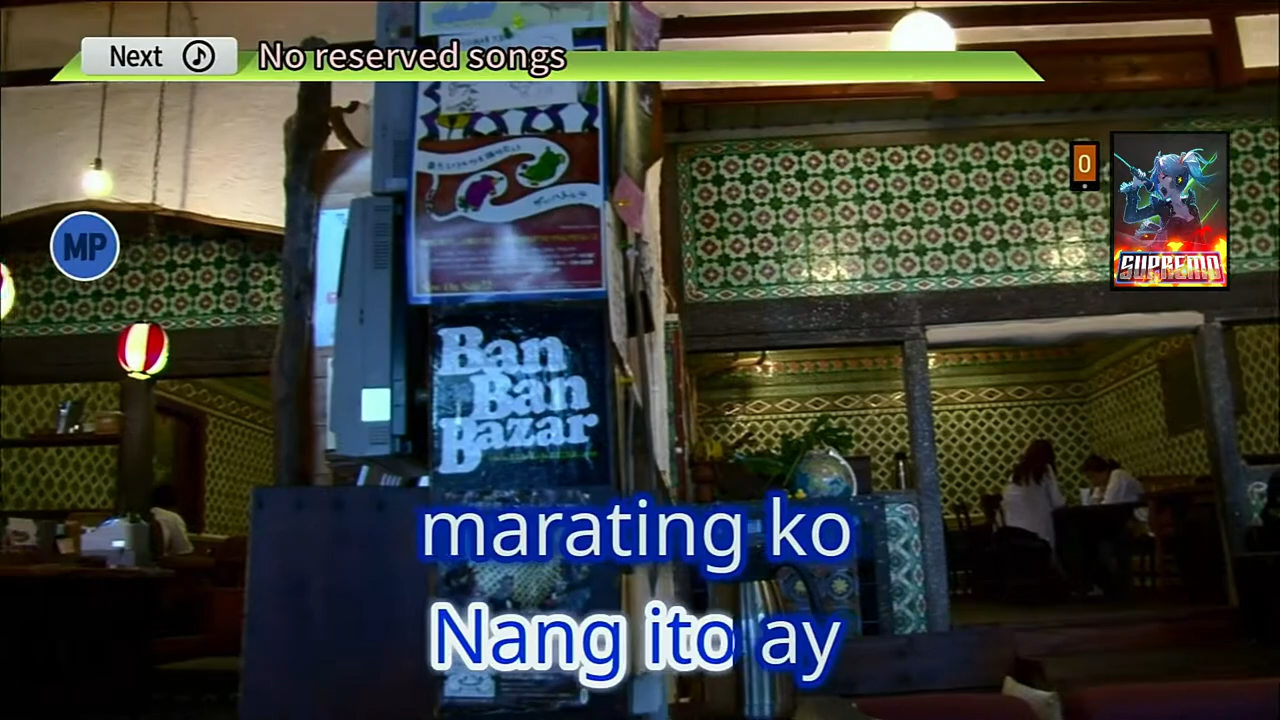 Next
No reserved songs
0
MP
SUPREMO
Ban
Ban
Bazar
marating ko
Nang ito ay